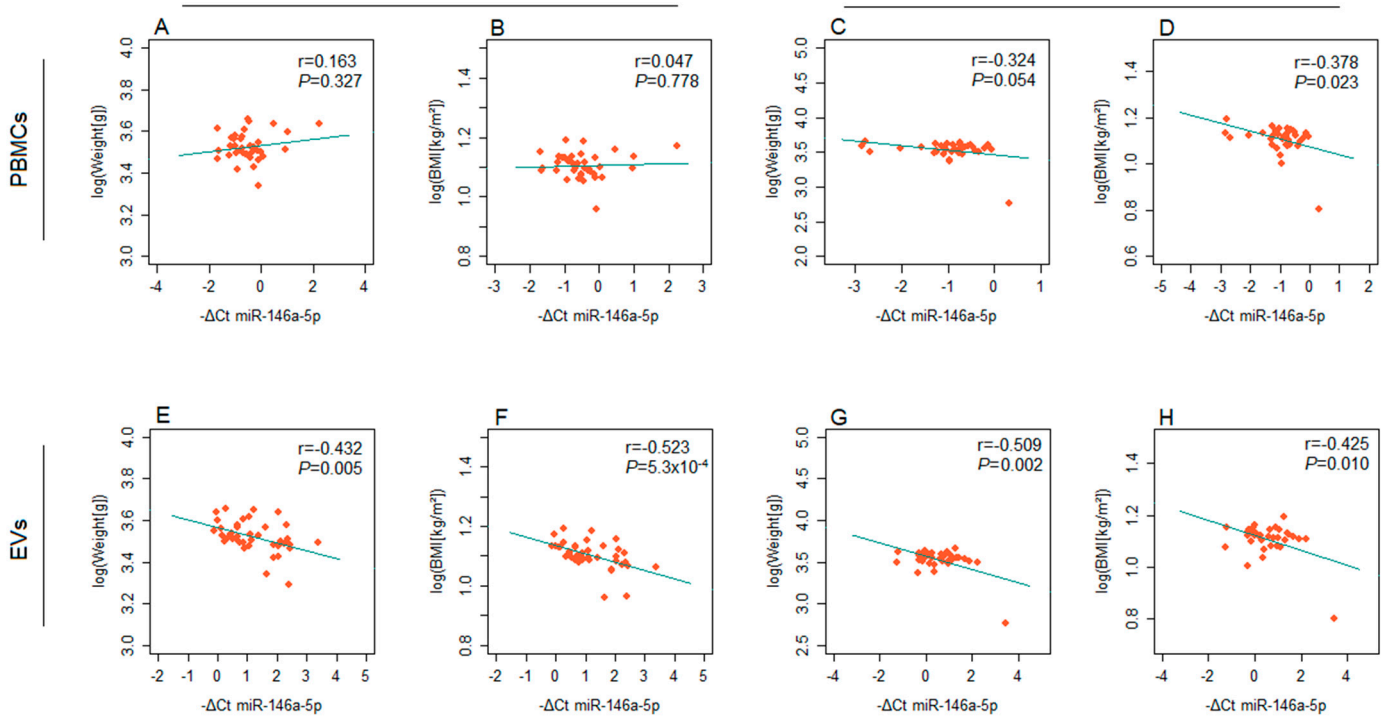 A
B
C
D
PBMCs
r=0.163
P=0.327
log(Weight[g])
4.0
3.8
3.6
3.4
3.2
3.0
-4 -2 0 2 4
-ΔCt miR-146a-5p
r=0.047
P=0.778
log(BMI[kg/m²])
1.4
1.2
1.0
0.8
-3 -2 -1 0 1 2 3
-ΔCt miR-146a-5p
r=-0.324
P=0.054
log(Weight[g])
5.0
4.5
4.0
3.5
3.0
2.5
2.0
-3 -2 -1 0 1
-ΔCt miR-146a-5p
r=-0.378
P=0.023
log(BMI[kg/m²])
1.4
1.2
1.0
0.8
0.6
-5 -4 -3 -2 -1 0 1 2
-ΔCt miR-146a-5p
E
F
G
H
EVs
r=-0.432
P=0.005
log(Weight[g])
4.0
3.8
3.6
3.4
3.2
3.0
-2 -1 0 1 2 3 4 5
-ΔCt miR-146a-5p
r=-0.523
P=5.3x10⁻⁴
log(BMI[kg/m²])
1.4
1.2
1.0
0.8
-2 -1 0 1 2 3 4 5
-ΔCt miR-146a-5p
r=-0.509
P=0.002
log(Weight[g])
5.0
4.5
4.0
3.5
3.0
2.5
-4 -2 0 2 4
-ΔCt miR-146a-5p
r=-0.425
P=0.010
log(BMI[kg/m²])
1.4
1.2
1.0
0.8
-4 -2 0 2 4
-ΔCt miR-146a-5p